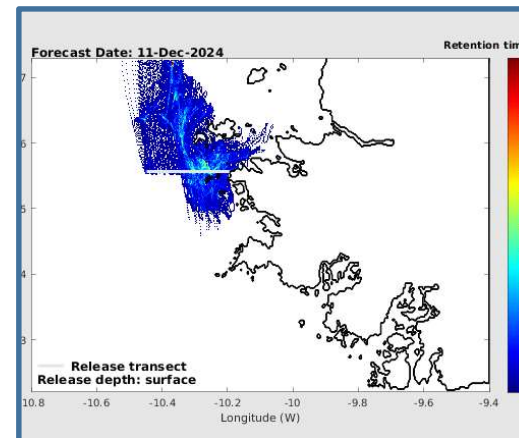 Forecast Date: 11-Dec-2024
Retention time
7
6
5
4
3
Release transect
Release depth: surface
10.8 -10.6 -10.4 -10.2 -10 -9.8 -9.6 -9.4
Longitude (W)